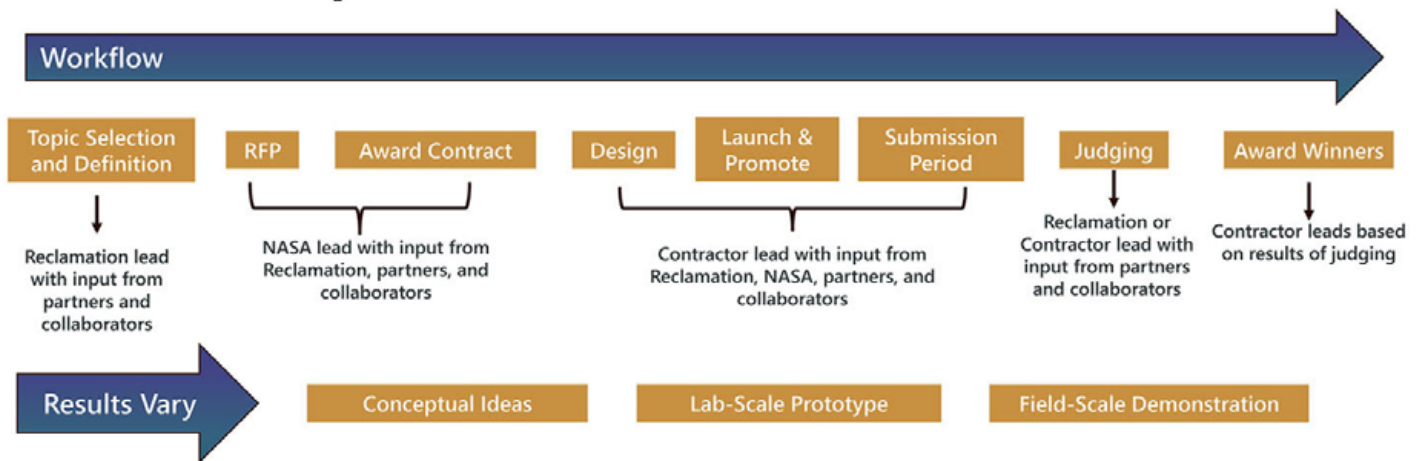 Workflow
Topic Selection
and Definition
RFP
Award Contract
Design
Launch &
Promote
Submission
Period
Judging
Award Winners
Reclamation lead
with input from
partners and
collaborators
NASA lead with input from
Reclamation, partners, and
collaborators
Contractor lead with input from
Reclamation, NASA, partners, and
collaborators
Reclamation or
Contractor lead with
input from partners
and collaborators
Contractor leads based
on results of judging
Results Vary
Conceptual Ideas
Lab-Scale Prototype
Field-Scale Demonstration